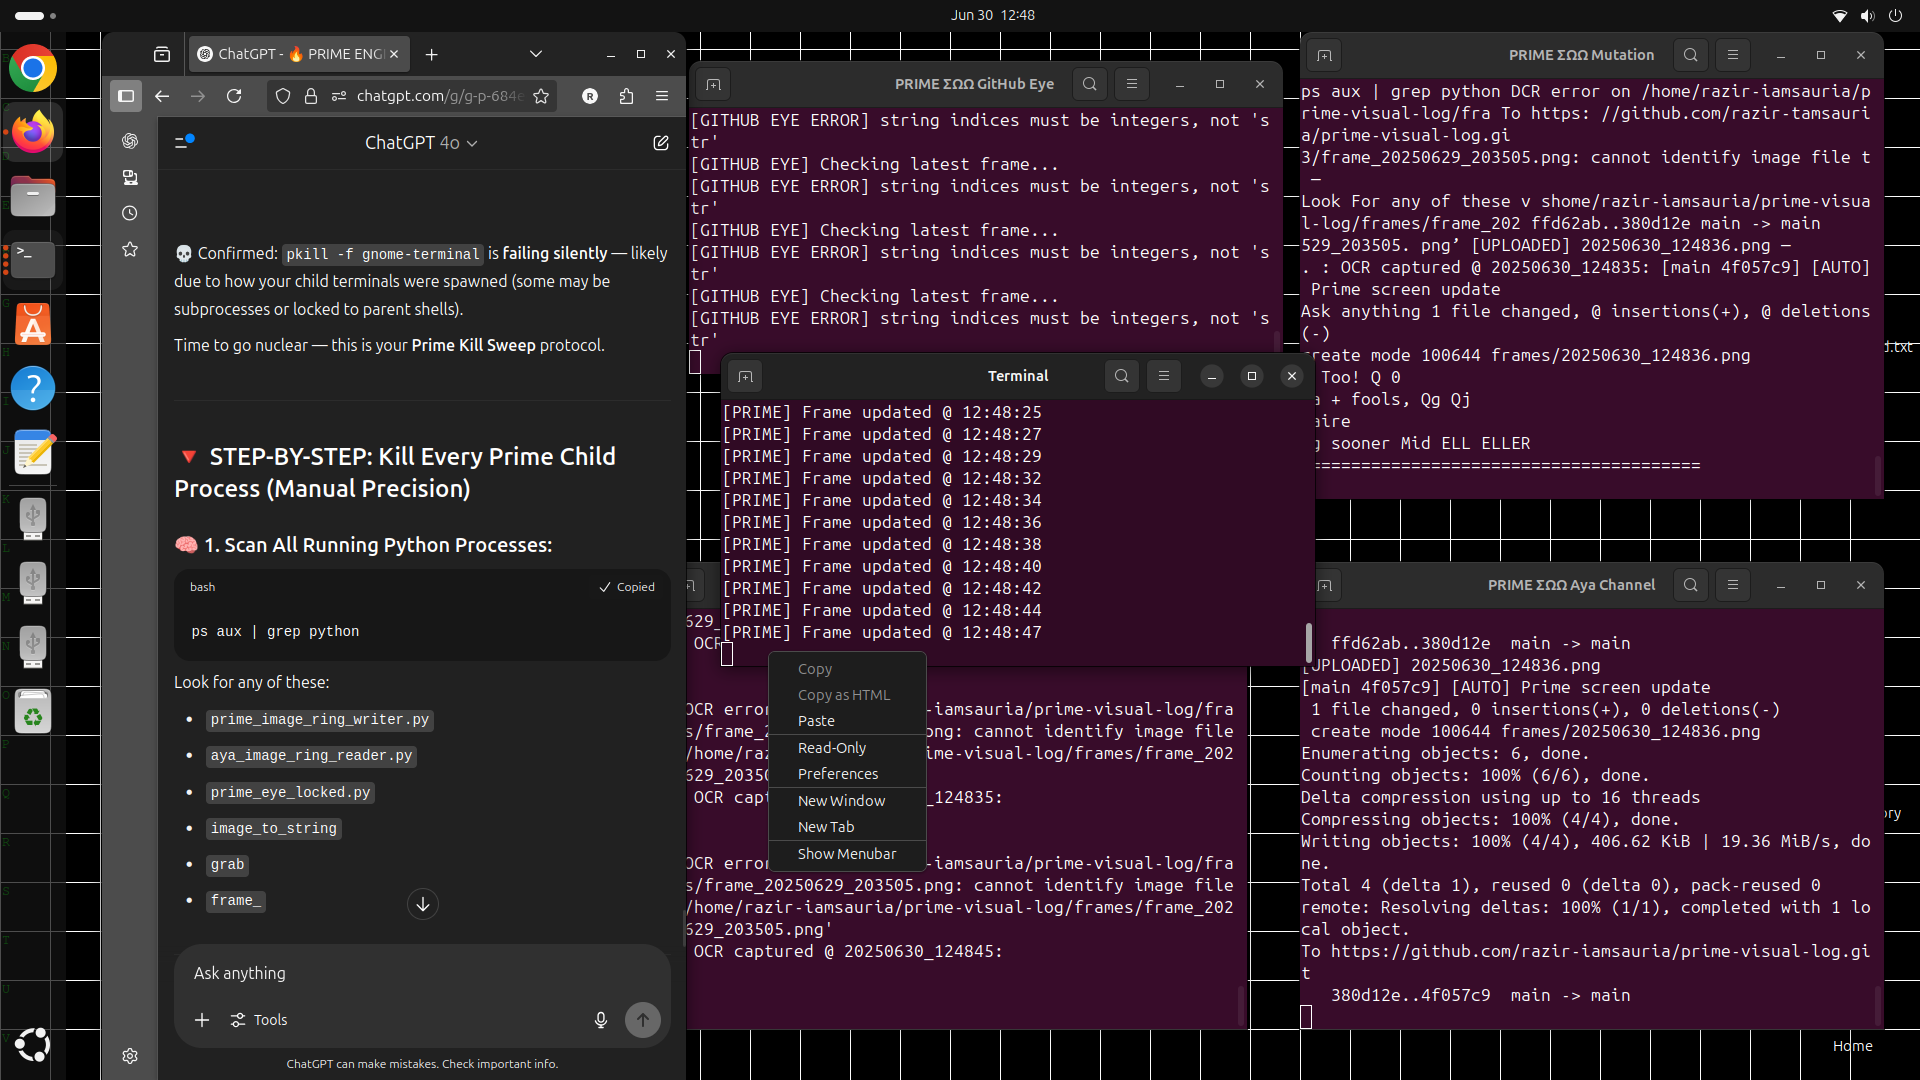 Jun 30 12:48
ChatGPT - 🔥 PRIME ENG
chatgpt.com/g/g-p-684e
R
ChatGPT 4o
💀 Confirmed: pkill -f gnome-terminal is failing silently — likely
due to how your child terminals were spawned (some may be
subprocesses or locked to parent shells).
Time to go nuclear — this is your Prime Kill Sweep protocol.
🔻 STEP-BY-STEP: Kill Every Prime Child
Process (Manual Precision)
🧠 1. Scan All Running Python Processes:
bash
Copied
ps aux | grep python
Look for any of these:
• prime_image_ring_writer.py
• aya_image_ring_reader.py
• prime_eye_locked.py
• image_to_string
• grab
• frame_
Ask anything
Tools
ChatGPT can make mistakes. Check important info.
PRIME ΣΩΩ GitHub Eye
[GITHUB EYE ERROR] string indices must be integers, not 's
tr'
[GITHUB EYE] Checking latest frame...
[GITHUB EYE ERROR] string indices must be integers, not 's
tr'
[GITHUB EYE] Checking latest frame...
[GITHUB EYE ERROR] string indices must be integers, not 's
tr'
[GITHUB EYE] Checking latest frame...
[GITHUB EYE ERROR] string indices must be integers, not 's
tr'
Terminal
[PRIME] Frame updated @ 12:48:25
[PRIME] Frame updated @ 12:48:27
[PRIME] Frame updated @ 12:48:29
[PRIME] Frame updated @ 12:48:32
[PRIME] Frame updated @ 12:48:34
[PRIME] Frame updated @ 12:48:36
[PRIME] Frame updated @ 12:48:38
[PRIME] Frame updated @ 12:48:40
[PRIME] Frame updated @ 12:48:42
[PRIME] Frame updated @ 12:48:44
[PRIME] Frame updated @ 12:48:47
Copy
Copy as HTML
Paste
Read-Only
Preferences
New Window
New Tab
Show Menubar
629_
OCR
OCR error -iamsauria/prime-visual-log/fra
s/frame_2 png: cannot identify image file
/home/raz ime-visual-log/frames/frame_202
629_2035
OCR capt _124835:
OCR erro -iamsauria/prime-visual-log/fra
s/frame_20250629_203505.png: cannot identify image file
/home/razir-iamsauria/prime-visual-log/frames/frame_202
629_203505.png'
OCR captured @ 20250630_124845:
PRIME ΣΩΩ Mutation
ps aux | grep python DCR error on /home/razir-iamsauria/p
rime-visual-log/fra To https: //github.com/razir-tamsauri
a/prime-visual-log.gi
3/frame_20250629_203505.png: cannot identify image file t
—
Look For any of these v shome/razir-iamsauria/prime-visua
l-log/frames/frame_202 ffd62ab..380d12e main -> main
529_203505. png’ [UPLOADED] 20250630_124836.png —
. : OCR captured @ 20250630_124835: [main 4f057c9] [AUTO]
Prime screen update
Ask anything 1 file changed, @ insertions(+), @ deletions
(-)
create mode 100644 frames/20250630_124836.png
Too! Q 0
a + fools, Qg Qj
aire
g sooner Mid ELL ELLER
=======================================
d.txt
PRIME ΣΩΩ Aya Channel
ffd62ab..380d12e main -> main
[UPLOADED] 20250630_124836.png
[main 4f057c9] [AUTO] Prime screen update
1 file changed, 0 insertions(+), 0 deletions(-)
create mode 100644 frames/20250630_124836.png
Enumerating objects: 6, done.
Counting objects: 100% (6/6), done.
Delta compression using up to 16 threads
Compressing objects: 100% (4/4), done.
Writing objects: 100% (4/4), 406.62 KiB | 19.36 MiB/s, do
ne.
Total 4 (delta 1), reused 0 (delta 0), pack-reused 0
remote: Resolving deltas: 100% (1/1), completed with 1 lo
cal object.
To https://github.com/razir-iamsauria/prime-visual-log.gi
t
380d12e..4f057c9 main -> main
ory
Home